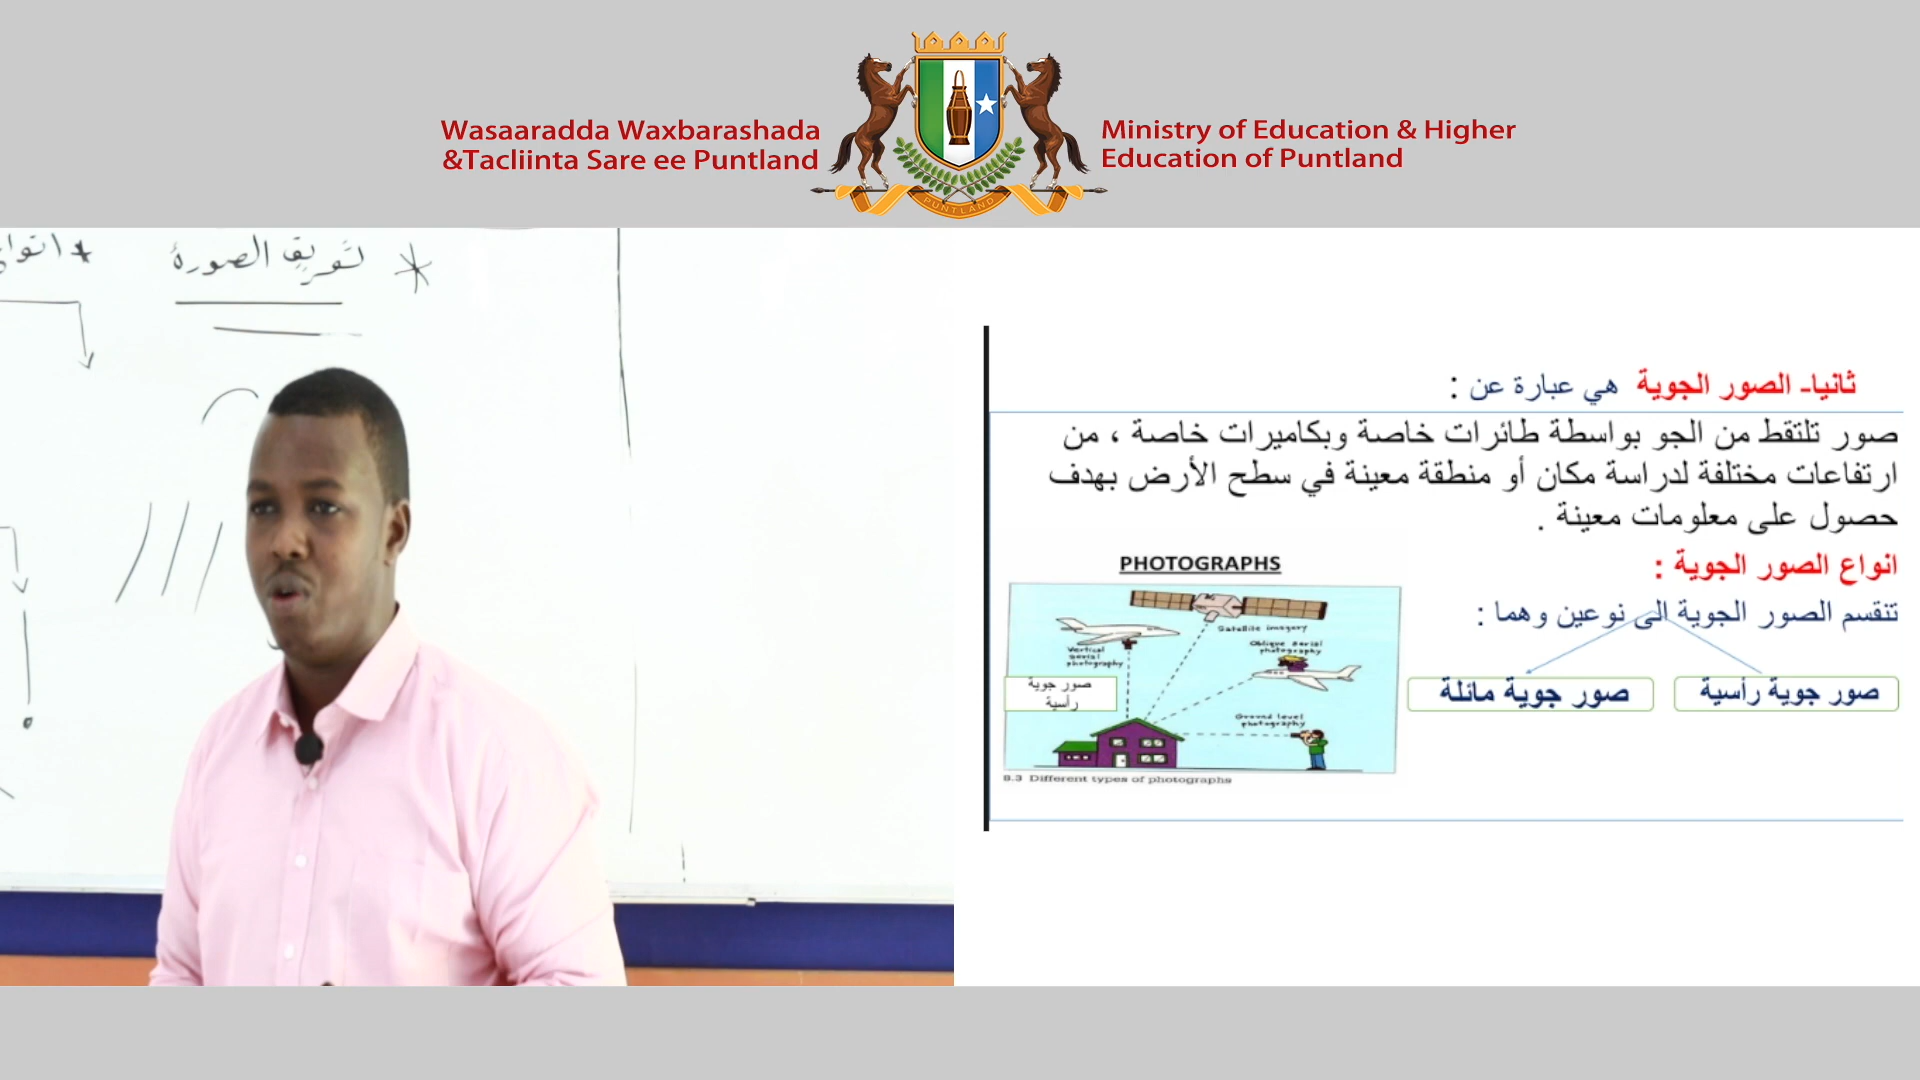 Wasaaradda Waxbarashada
&Tacliinta Sare ee Puntland
Ministry of Education & Higher
Education of Puntland
PUNTLAND
* تعريف الصورة
* انوا
ثانياـ الصور الجوية هي عبارة عن :
صور تلتقط من الجو بواسطة طائرات خاصة وبكاميرات خاصة ، من
ارتفاعات مختلفة لدراسة مكان أو منطقة معينة في سطح الأرض بهدف
حصول على معلومات معينة .
انواع الصور الجوية :
تنقسم الصور الجوية الى نوعين وهما :
صور جوية رأسية
صور جوية مائلة
PHOTOGRAPHS
Satellite imagery
Vertical
aerial
photography
Oblique aerial
photography
صور جوية
رأسية
Ground level
photography
8.3 Different types of photographs